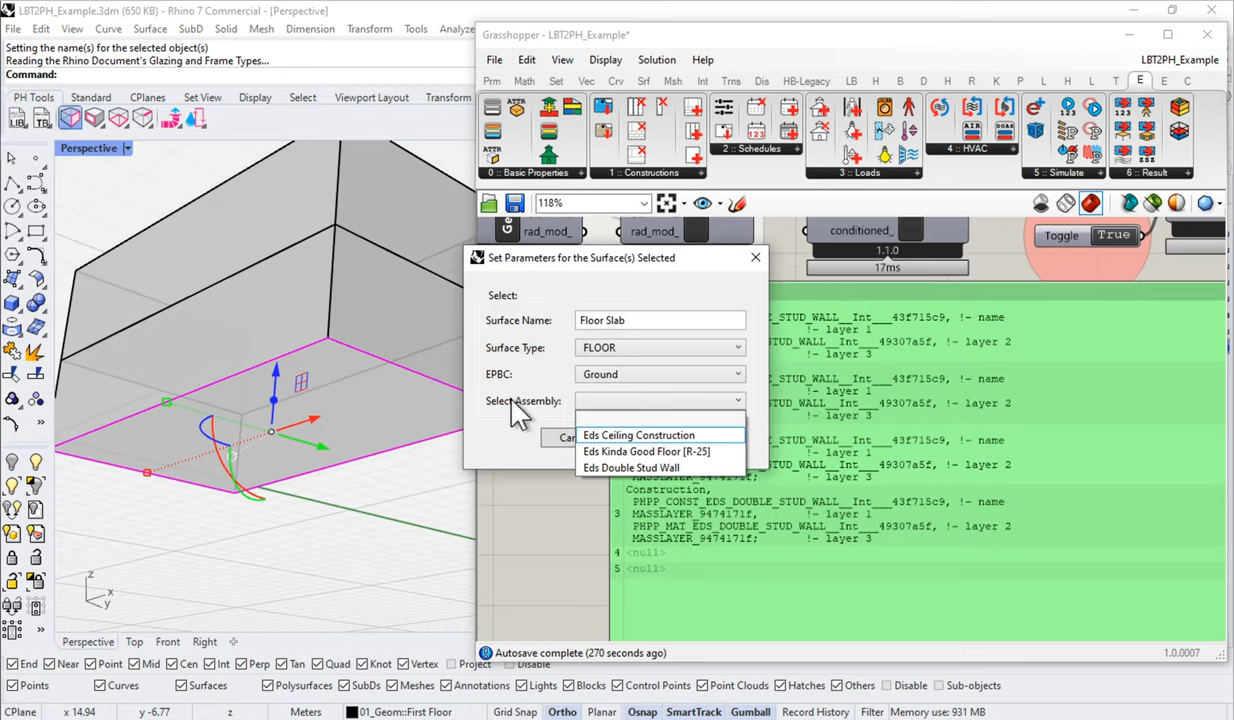 LBT2PH_Example.3dm (650 KB) - Rhino 7 Commercial - [Perspective]
File Edit View Curve Surface SubD Solid Mesh Dimension Transform Tools Analyze
Setting the name(s) for the selected object(s)
Reading the Rhino Document's Glazing and Frame Types...
Command:
PH Tools Standard CPlanes Set View Display Select Viewport Layout Transform
LIB TB
Perspective
Grasshopper - LBT2PH_Example*
File Edit View Display Solution Help LBT2PH_Example
Prm Math Set Vec Crv Srf Msh Int Trns Dis HB-Legacy LB H B D H R K P L H L T E E C
0 :: Basic Properties 1 :: Constructions 2 :: Schedules 3 :: Loads 4 :: HVAC 5 :: Simulate 6 :: Result
118%
rad_mod_ rad_mod_ conditioned_
1.1.0
17ms
Toggle True
Set Parameters for the Surface(s) Selected
Select:
Surface Name: Floor Slab
Surface Type: FLOOR
EPBC: Ground
Select Assembly:
Eds Ceiling Construction
Eds Kinda Good Floor [R-25]
Eds Double Stud Wall
_STUD_WALL__Int___43f715c9, !- name
!- layer 1
_STUD_WALL__Int___49307a5f, !- layer 2
!- layer 3
_STUD_WALL__Int___43f715c9, !- name
!- layer 1
_STUD_WALL__Int___49307a5f, !- layer 2
!- layer 3
_STUD_WALL__Int___43f715c9, !- name
!- layer 1
_STUD_WALL__Int___49307a5f, !- layer 2
MASSLAYER_9474171f; !- layer 3
Construction,
PHPP_CONST_EDS_DOUBLE_STUD_WALL__Int___43f715c9, !- name
3 MASSLAYER_9474171f, !- layer 1
PHPP_MAT_EDS_DOUBLE_STUD_WALL__Int___49307a5f, !- layer 2
MASSLAYER_9474171f; !- layer 3
4 <null>
5 <null>
z
y
x
Perspective Top Front Right
Autosave complete (270 seconds ago) 1.0.0007
End Near Point Mid Cen Int Perp Tan Quad Knot Vertex Project Disable
Points Curves Surfaces Polysurfaces SubDs Meshes Annotations Lights Blocks Control Points Point Clouds Hatches Others Disable Sub-objects
CPlane x 14.94 y -6.77 z Meters 01_Geom::First Floor Grid Snap Ortho Planar Osnap SmartTrack Gumball Record History Filter Memory use: 931 MB